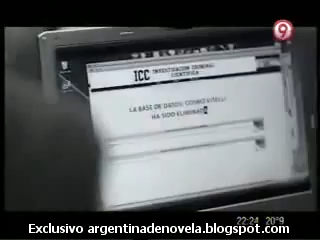 9
ICC INVESTIGACION CRIMINAL
CIENTIFICA
LA BASE DE DATOS:
HA SIDO ELIMINADA
22:24 20°9
Exclusivo argentinadenovela.blogspot.com